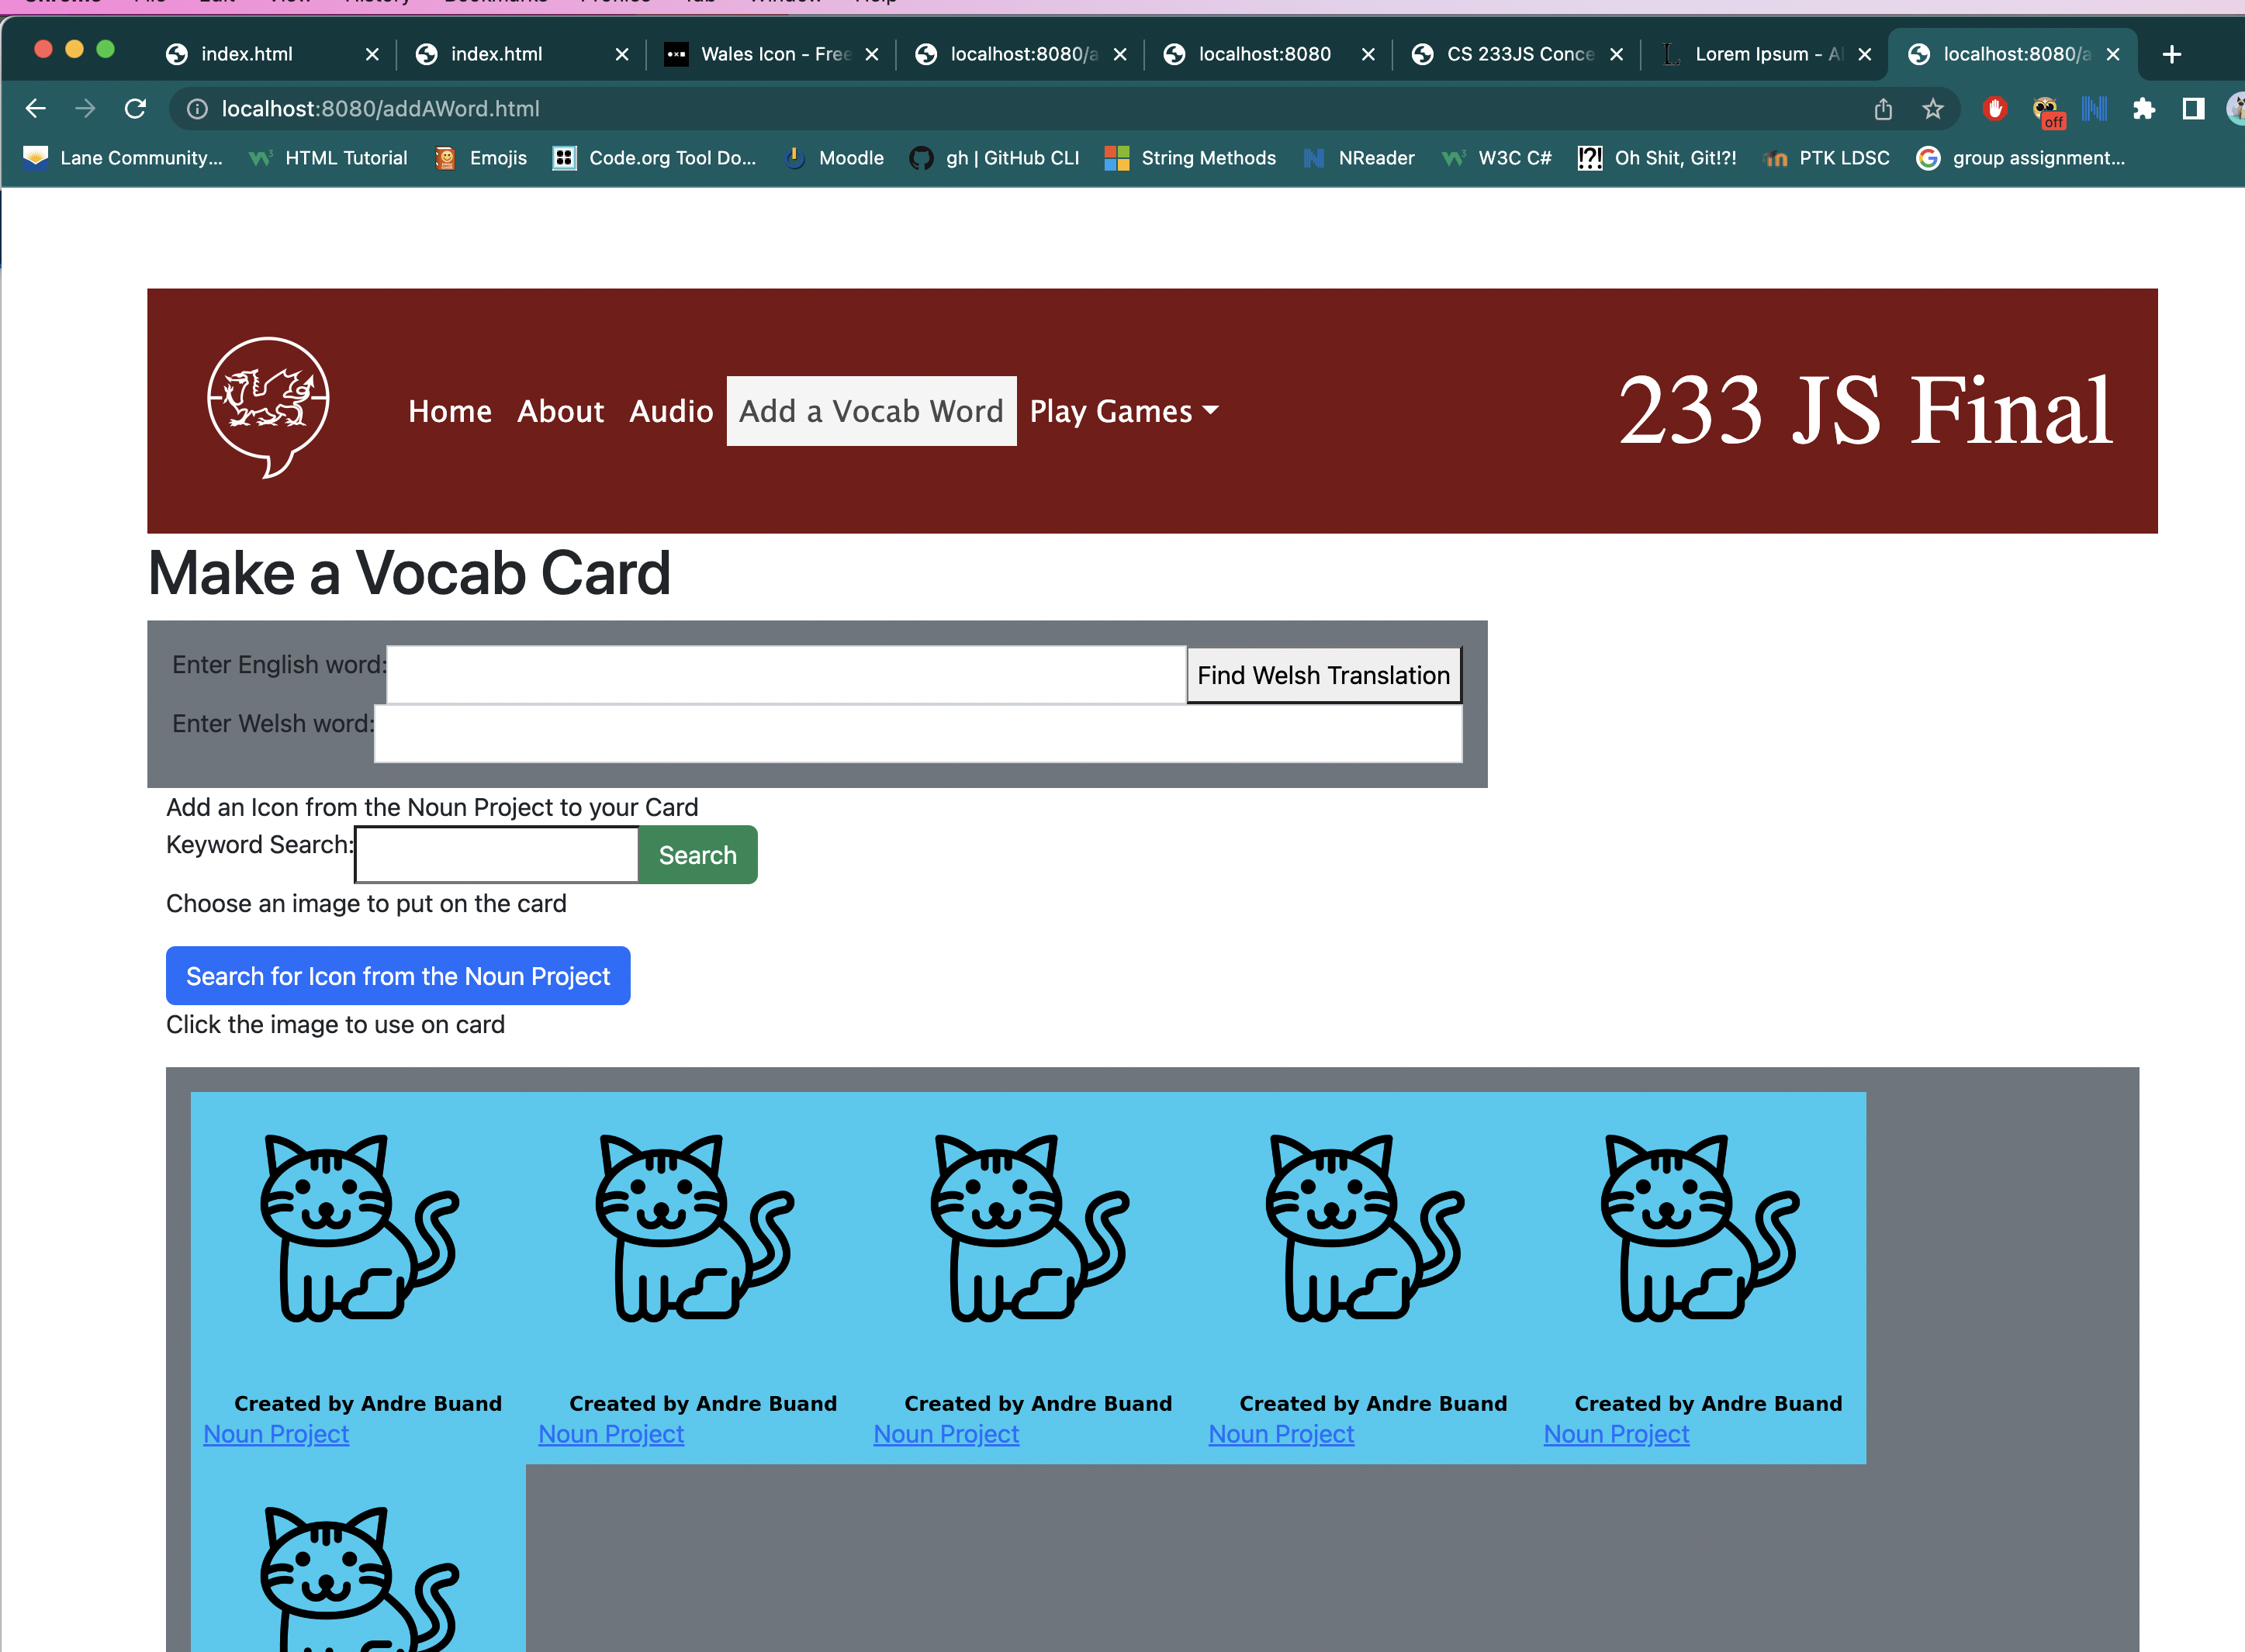 index.html
index.html
Wales Icon - Free
localhost:8080/a
localhost:8080
CS 233JS Conce
Lorem Ipsum - Al
localhost:8080/a
localhost:8080/addAWord.html
off
Lane Community...
HTML Tutorial
Emojis
Code.org Tool Do...
Moodle
gh | GitHub CLI
String Methods
NReader
W3C C#
Oh Shit, Git!?!
PTK LDSC
group assignment...
Home About Audio Add a Vocab Word Play Games
233 JS Final
Make a Vocab Card
Enter English word:
Find Welsh Translation
Enter Welsh word:
Add an Icon from the Noun Project to your Card
Keyword Search:
Search
Choose an image to put on the card
Search for Icon from the Noun Project
Click the image to use on card
Created by Andre Buand
Noun Project
Created by Andre Buand
Noun Project
Created by Andre Buand
Noun Project
Created by Andre Buand
Noun Project
Created by Andre Buand
Noun Project